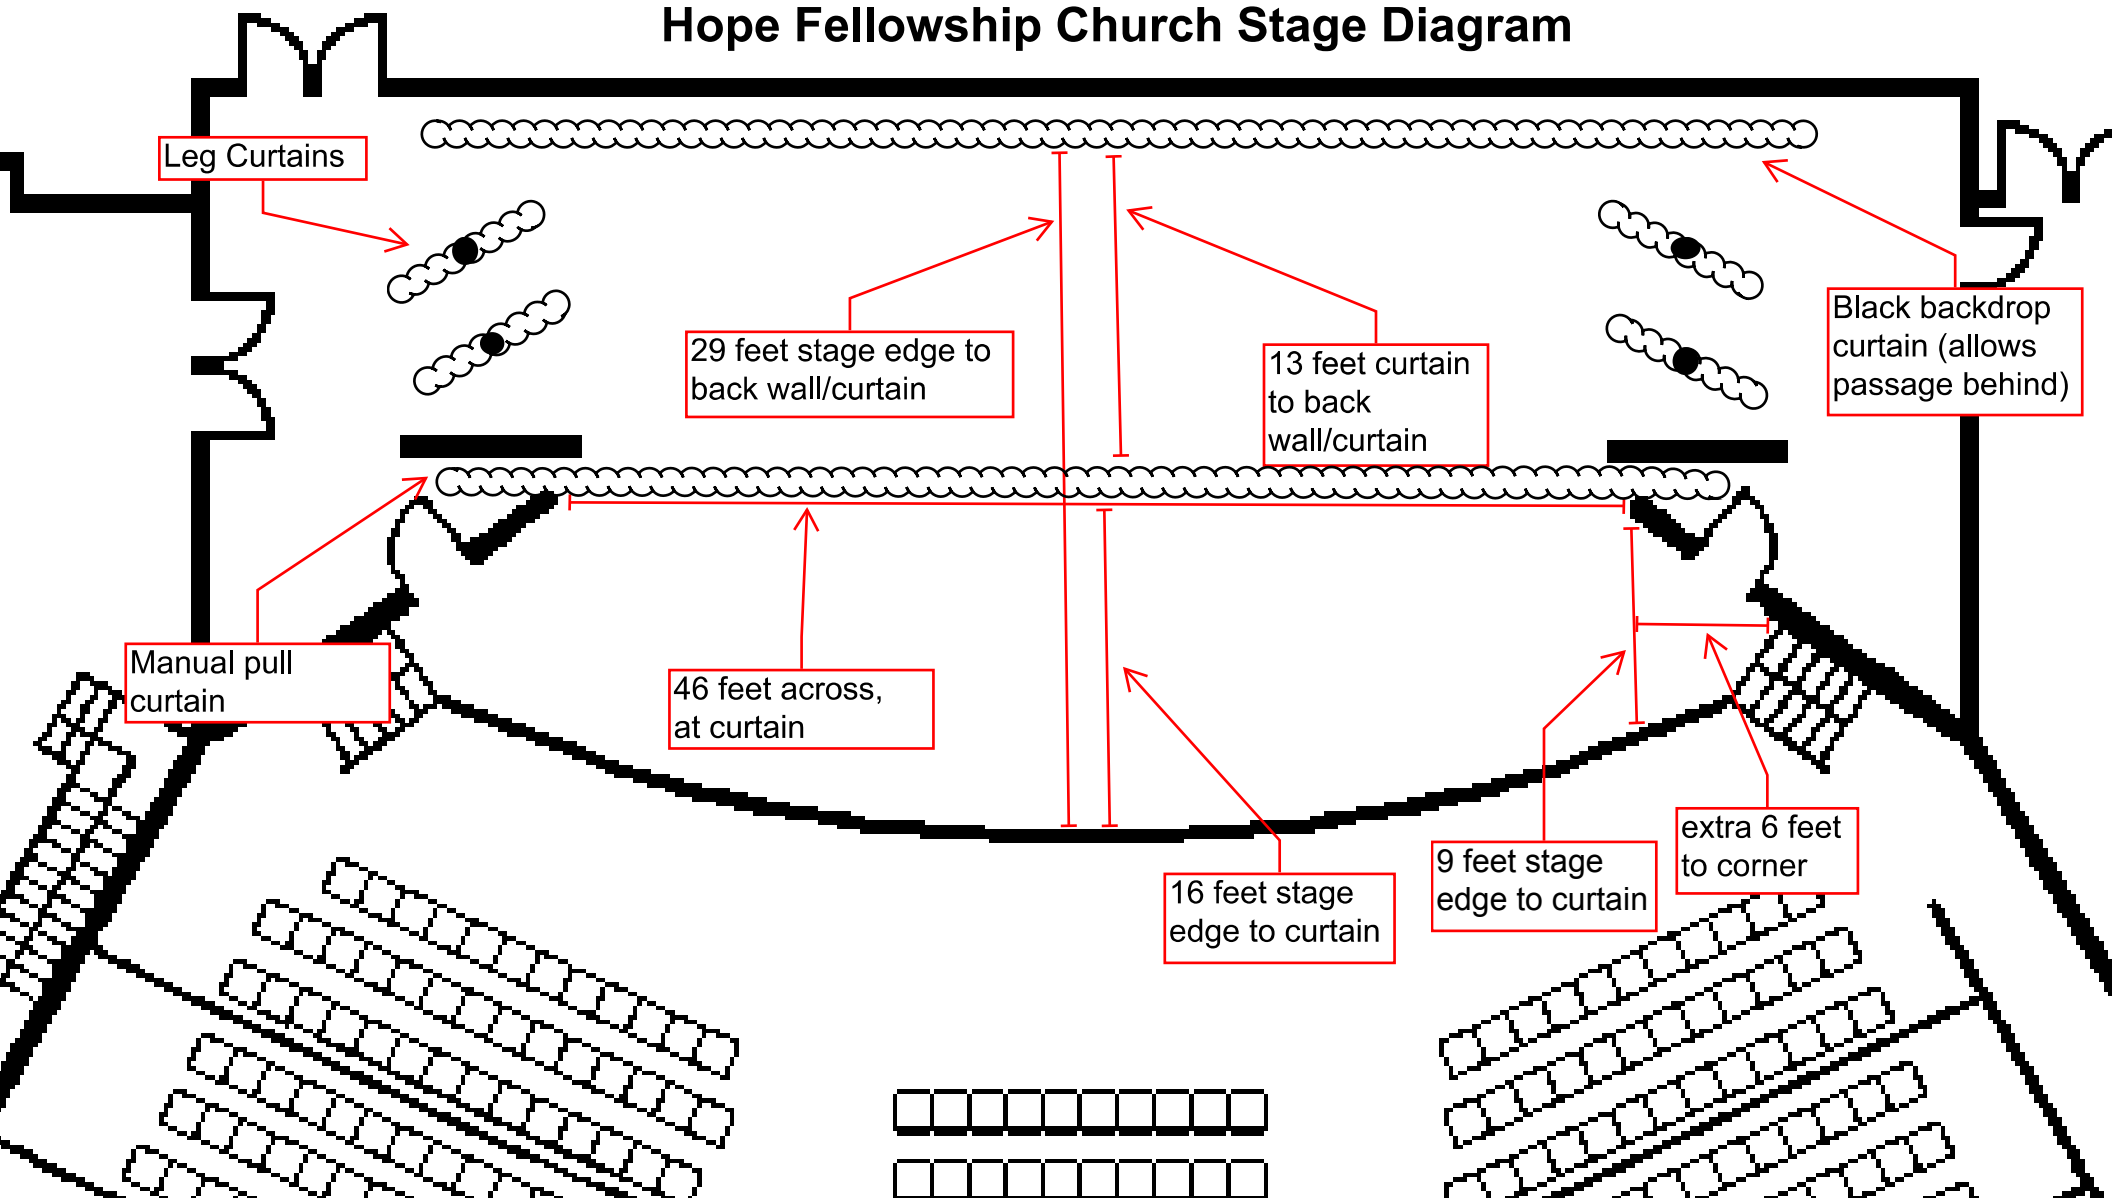 Hope Fellowship Church Stage Diagram
Leg Curtains
29 feet stage edge to
back wall/curtain
13 feet curtain
to back
wall/curtain
Black backdrop
curtain (allows
passage behind)
Manual pull
curtain
46 feet across,
at curtain
16 feet stage
edge to curtain
9 feet stage
edge to curtain
extra 6 feet
to corner